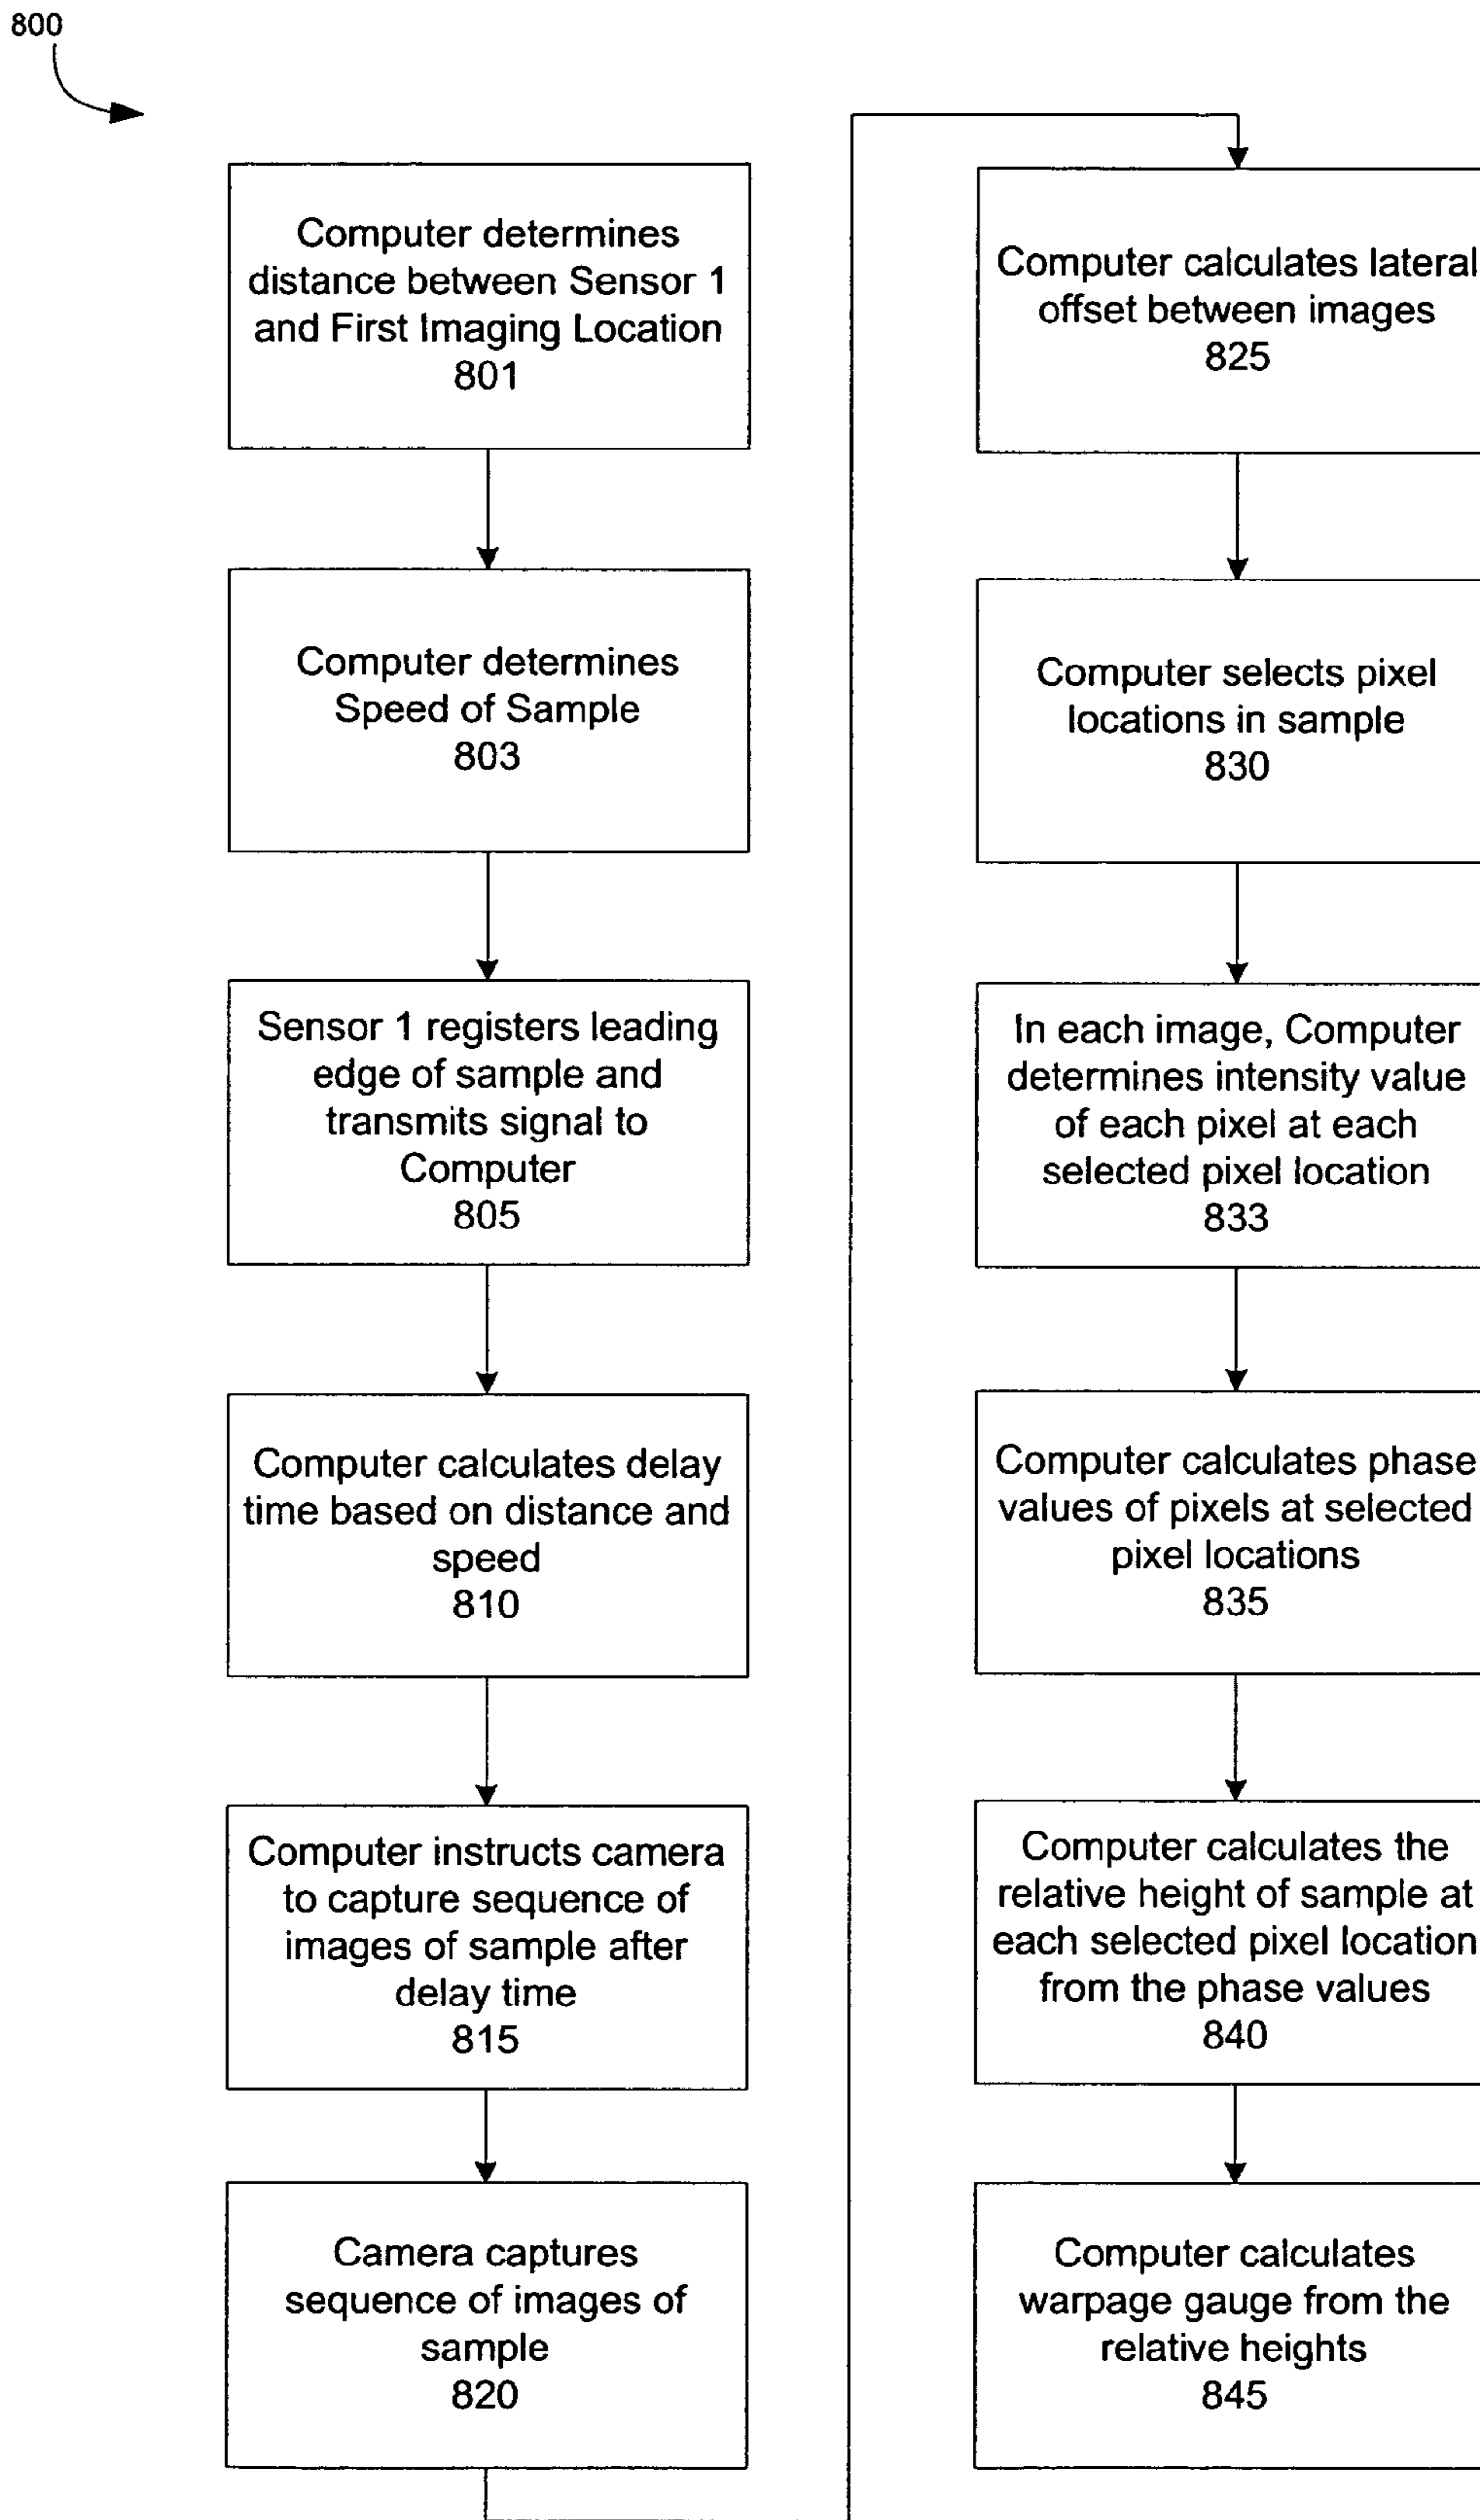 800
Computer determines
distance between Sensor 1
and First Imaging Location
801
Computer determines
Speed of Sample
803
Sensor 1 registers leading
edge of sample and
transmits signal to
Computer
805
Computer calculates delay
time based on distance and
speed
810
Computer instructs camera
to capture sequence of
images of sample after
delay time
815
Camera captures
sequence of images of
sample
820
Computer calculates lateral
offset between images
825
Computer selects pixel
locations in sample
830
In each image, Computer
determines intensity value
of each pixel at each
selected pixel location
833
Computer calculates phase
values of pixels at selected
pixel locations
835
Computer calculates the
relative height of sample at
each selected pixel location
from the phase values
840
Computer calculates
warpage gauge from the
relative heights
845